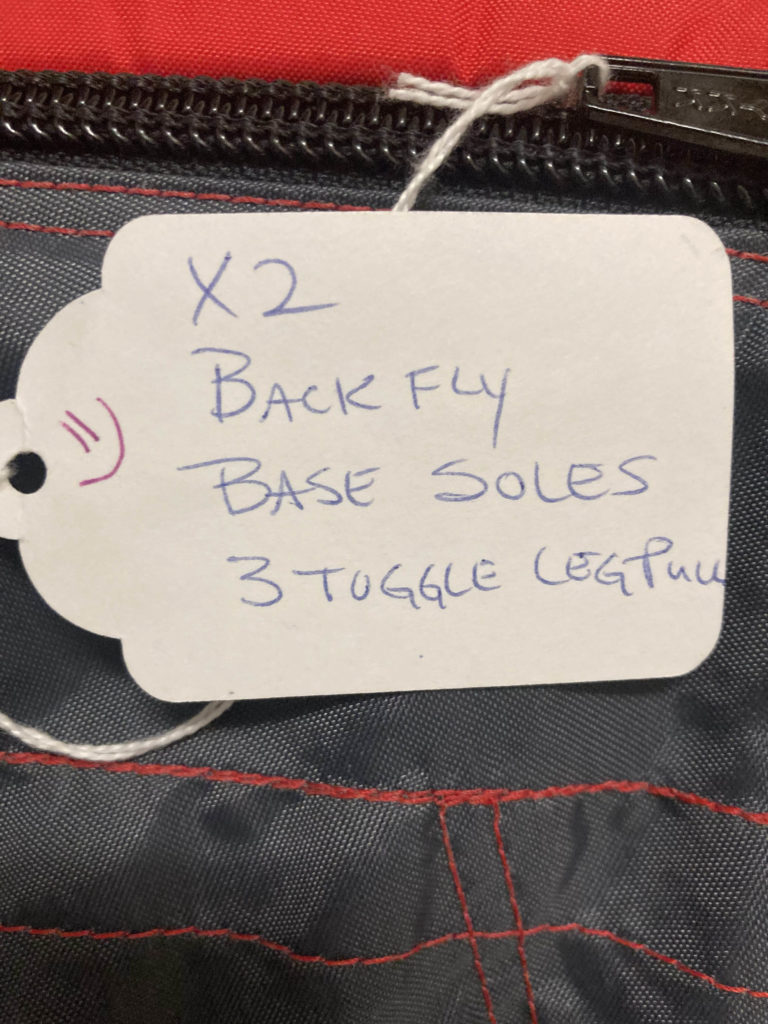 X2
BACK FLY
BASE SOLES
3 TOGGLE LEG PULL